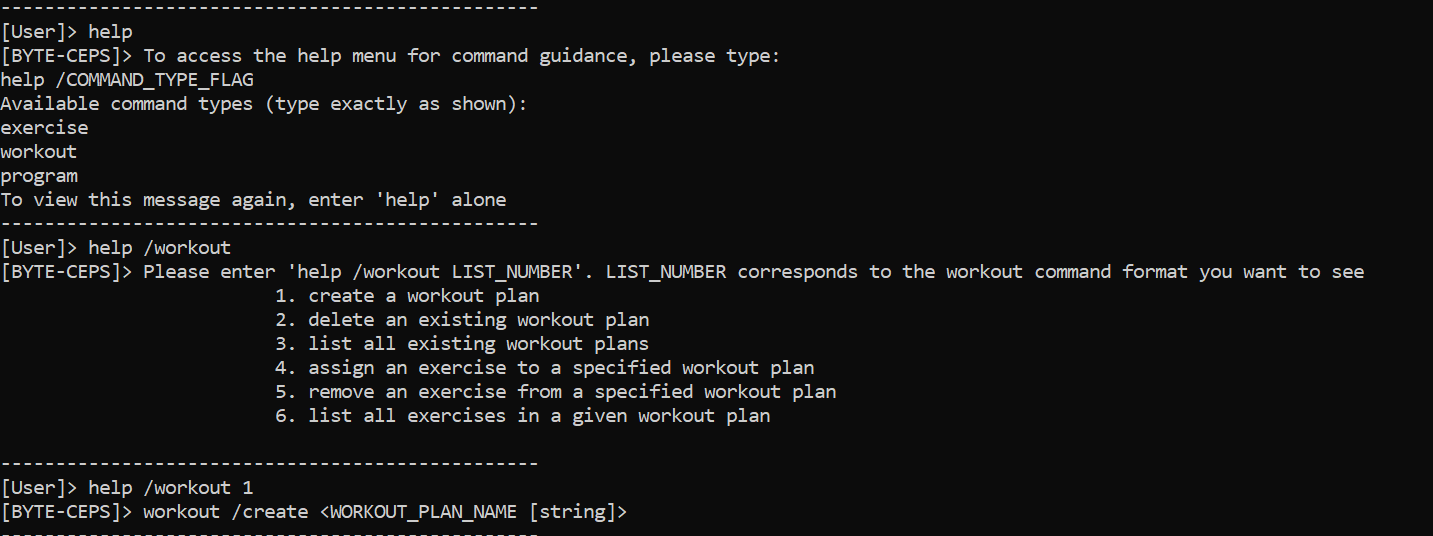 -------------------------------------------------
[User]> help
[BYTE-CEPS]> To access the help menu for command guidance, please type:
help /COMMAND_TYPE_FLAG
Available command types (type exactly as shown):
exercise
workout
program
To view this message again, enter 'help' alone
-------------------------------------------------
[User]> help /workout
[BYTE-CEPS]> Please enter 'help /workout LIST_NUMBER'. LIST_NUMBER corresponds to the workout command format you want to see
                         1. create a workout plan
                         2. delete an existing workout plan
                         3. list all existing workout plans
                         4. assign an exercise to a specified workout plan
                         5. remove an exercise from a specified workout plan
                         6. list all exercises in a given workout plan

-------------------------------------------------
[User]> help /workout 1
[BYTE-CEPS]> workout /create <WORKOUT_PLAN_NAME [string]>
-------------------------------------------------